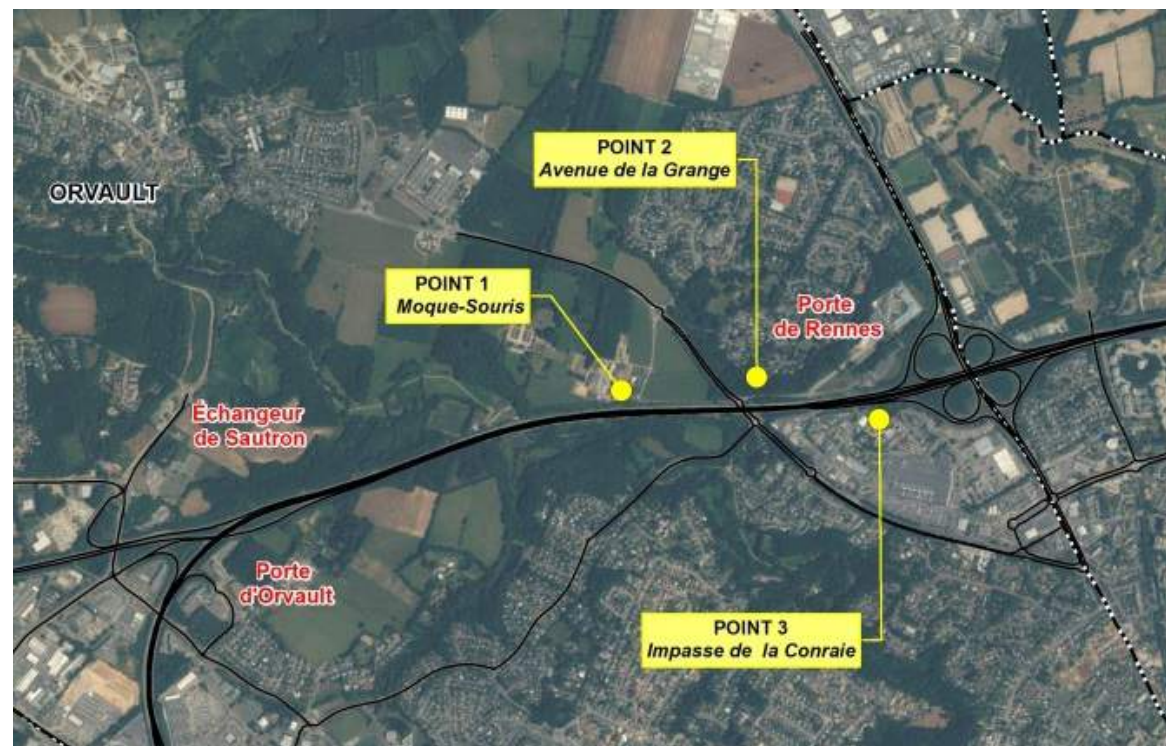 POINT 2
Avenue de la Grange
ORVAULT
POINT 1
Moque-Souris
Porte
de Rennes
Échangeur
de Sautron
Porte
d'Orvault
POINT 3
Impasse de la Conraie